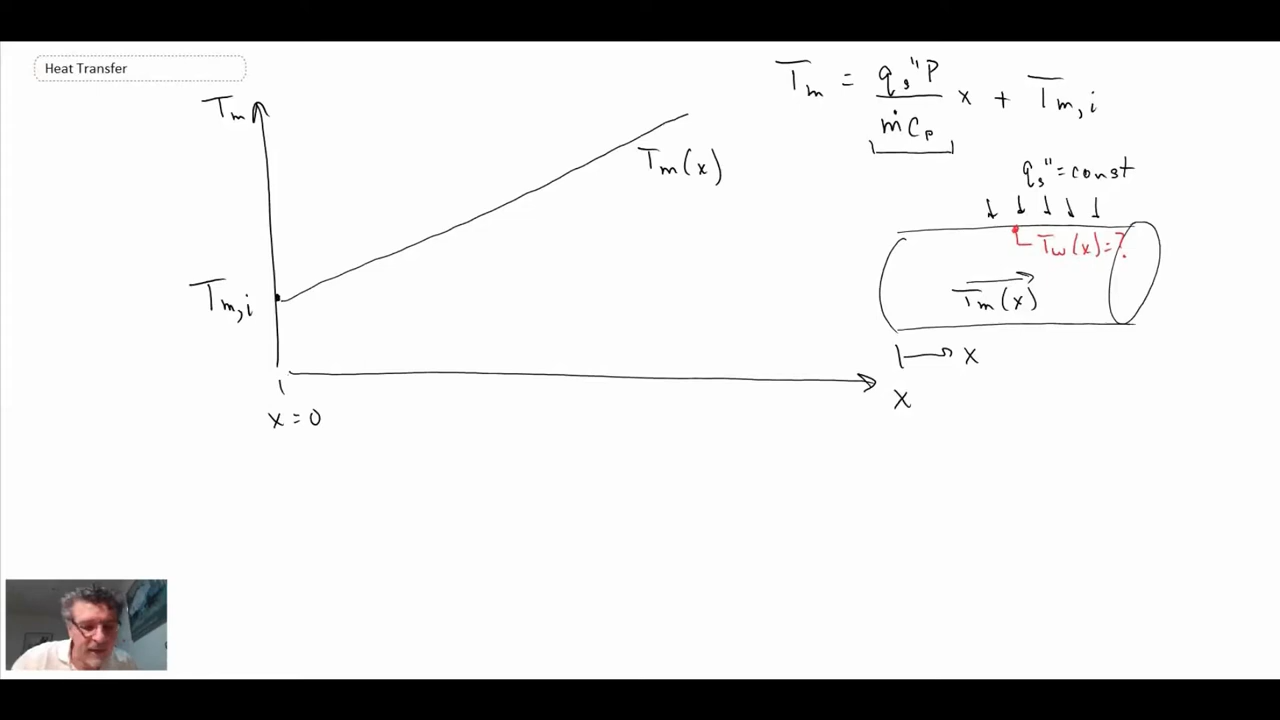 Heat Transfer
Tm = qs"P / ṁCp x + Tm,i
Tm
Tm(x)
qs" = const
Tw(x)=?
Tm,i
Tm(x)
x
x
x = 0